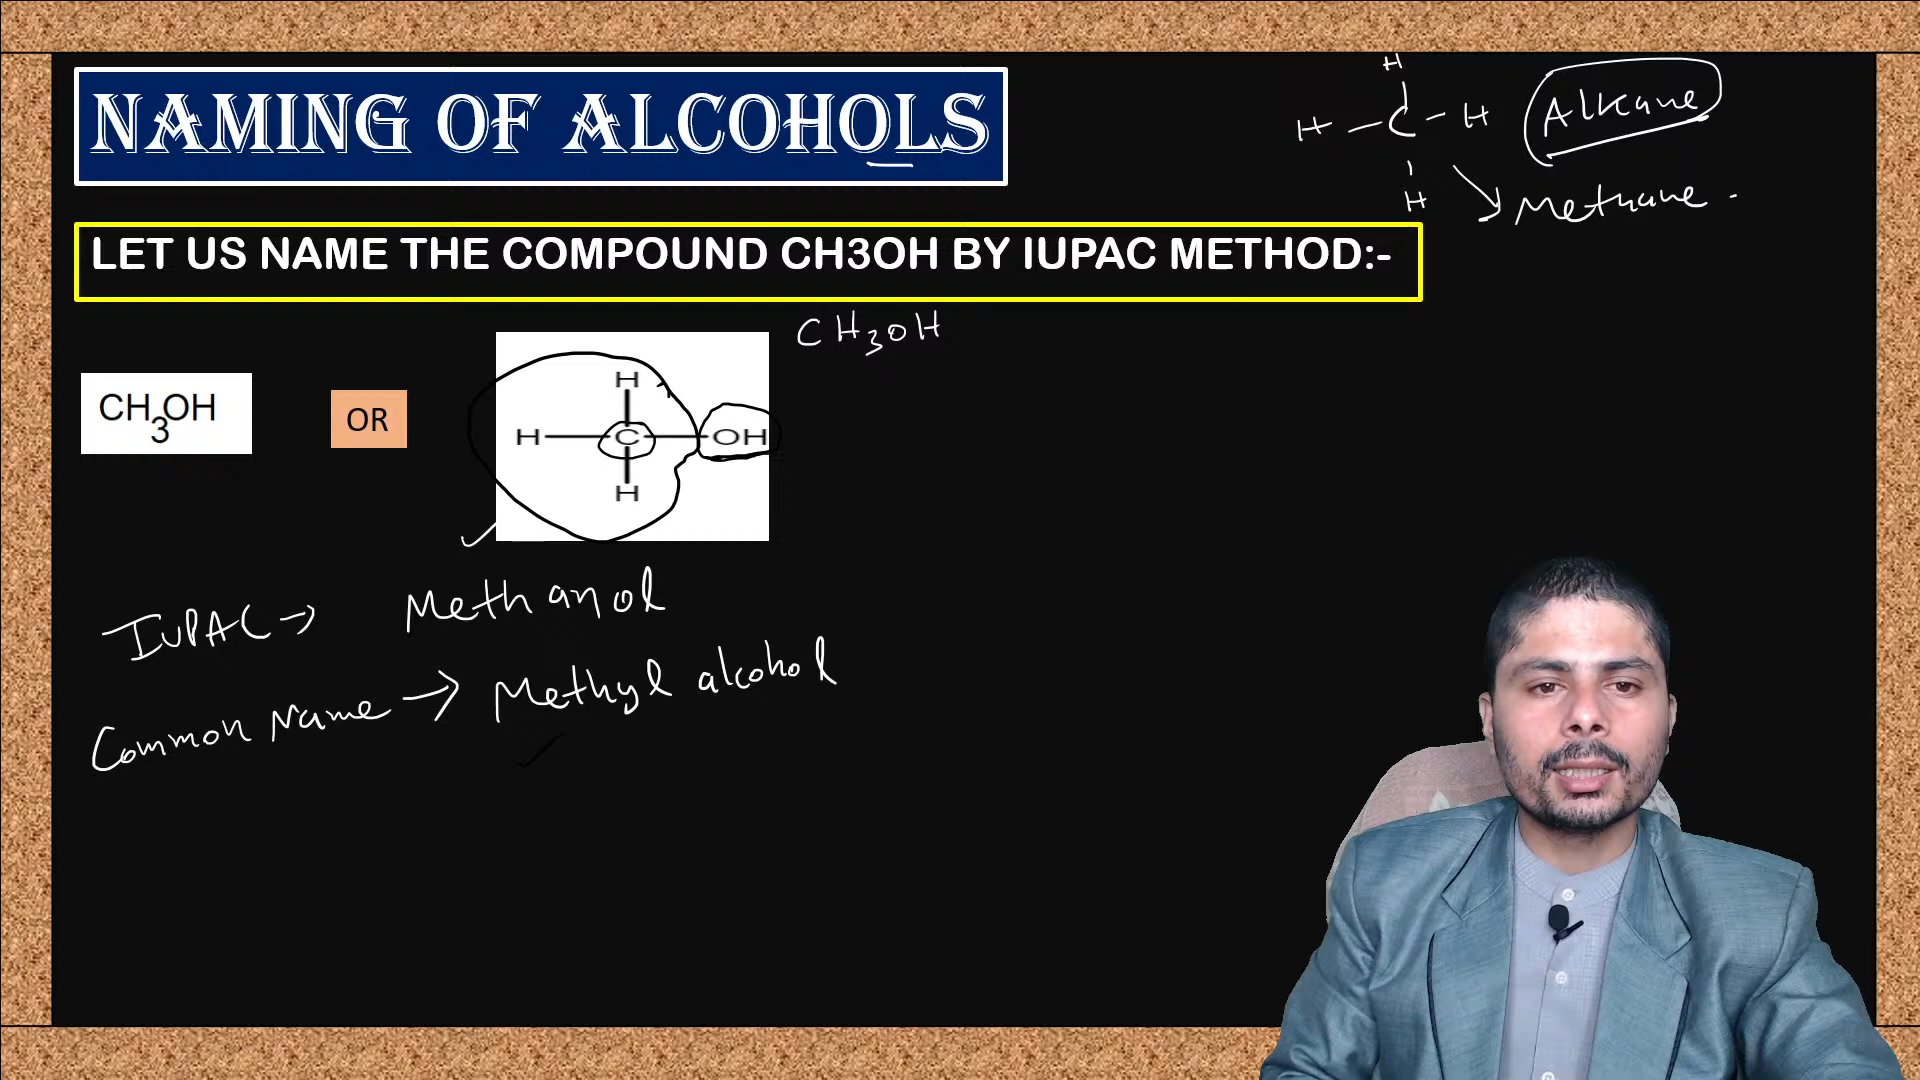 NAMING OF ALCOHOLS
H
H - C - H
H
Alkane
Methane
LET US NAME THE COMPOUND CH3OH BY IUPAC METHOD:-
CH3OH
CH3OH
OR
H
H C OH
H
IUPAC → Methanol
Common Name → Methyl alcohol